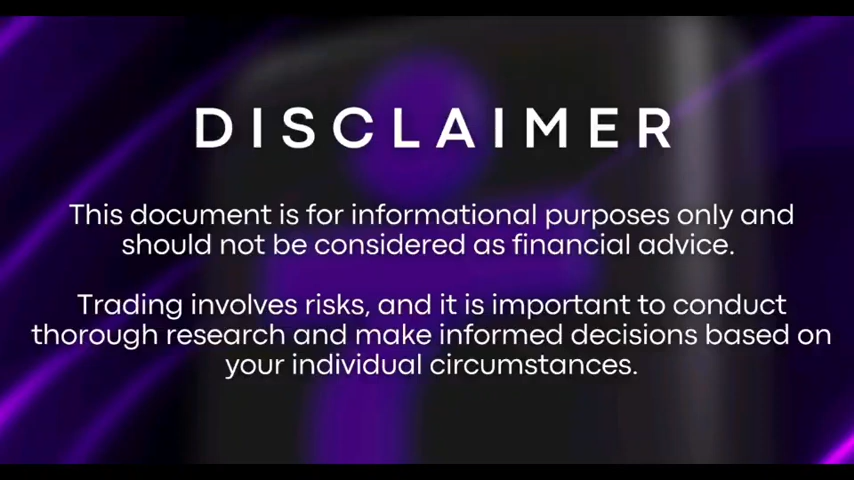 DISCLAIMER
This document is for informational purposes only and
should not be considered as financial advice.
Trading involves risks, and it is important to conduct
thorough research and make informed decisions based on
your individual circumstances.